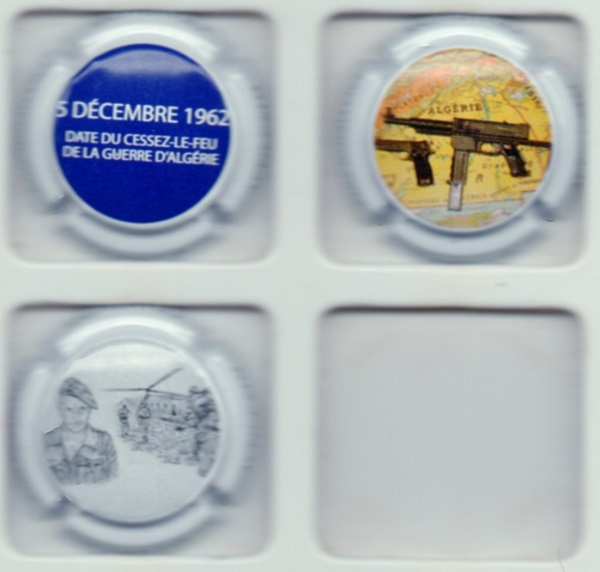 5 DÉCEMBRE 1962
DATE DU CESSEZ-LE-FEU
DE LA GUERRE D'ALGÉRIE
ALGÉRIE